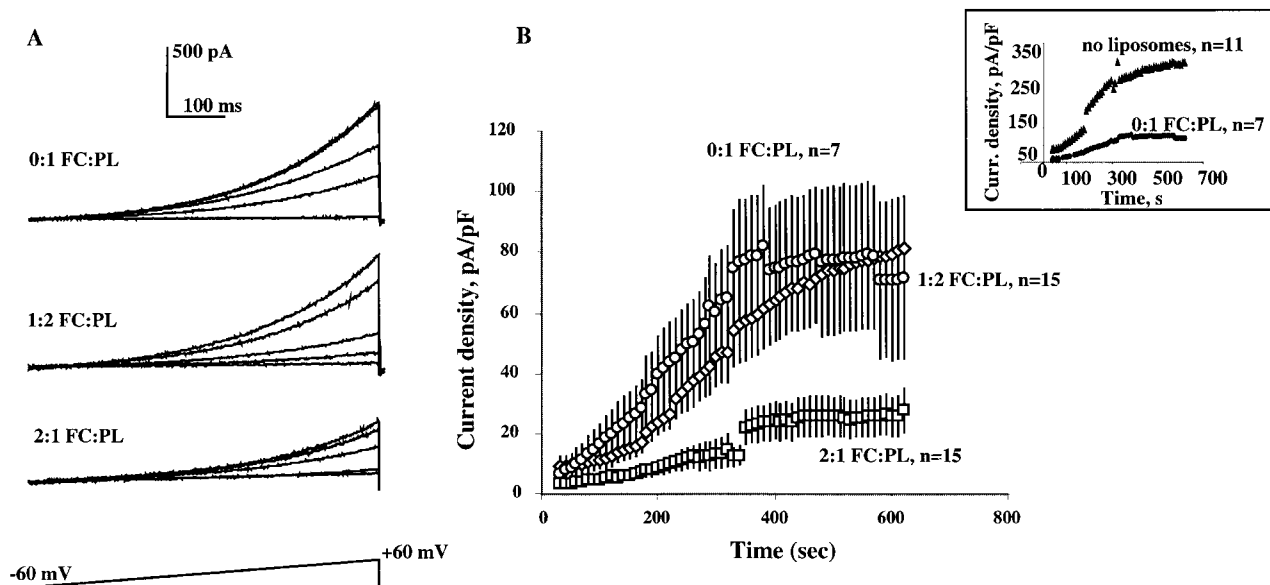 A
500 pA
100 ms
0:1 FC:PL
1:2 FC:PL
2:1 FC:PL
-60 mV
+60 mV
B
Current density, pA/pF
120
100
80
60
40
20
0
0
200
400
600
800
Time (sec)
0:1 FC:PL, n=7
1:2 FC:PL, n=15
2:1 FC:PL, n=15
Curr. density, pA/pF
350
250
150
50
no liposomes, n=11
0:1 FC:PL, n=7
0
100
300
500
700
Time, s